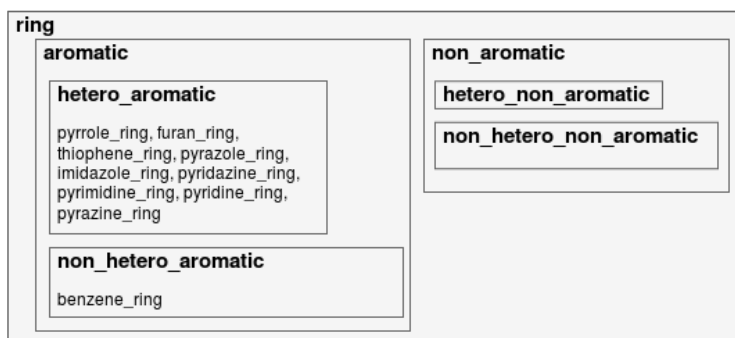 ring
aromatic
hetero_aromatic
pyrrole_ring, furan_ring,
thiophene_ring, pyrazole_ring,
imidazole_ring, pyridazine_ring,
pyrimidine_ring, pyridine_ring,
pyrazine_ring
non_hetero_aromatic
benzene_ring
non_aromatic
hetero_non_aromatic
non_hetero_non_aromatic